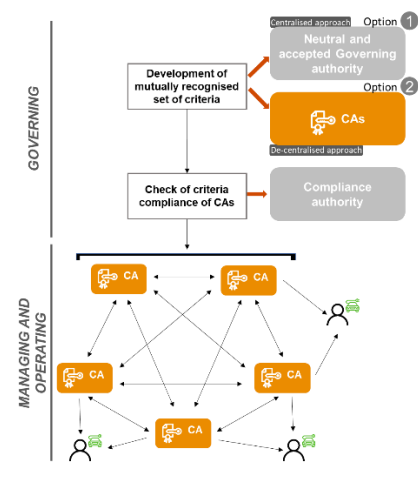 Centralised approach Option 1
Neutral and
accepted Governing
authority
Development of
mutually recognised
set of criteria
Option 2
CAs
De-centralised approach
GOVERNING
Check of criteria
compliance of CAs
Compliance
authority
MANAGING AND
OPERATING
CA
CA
CA
CA
CA